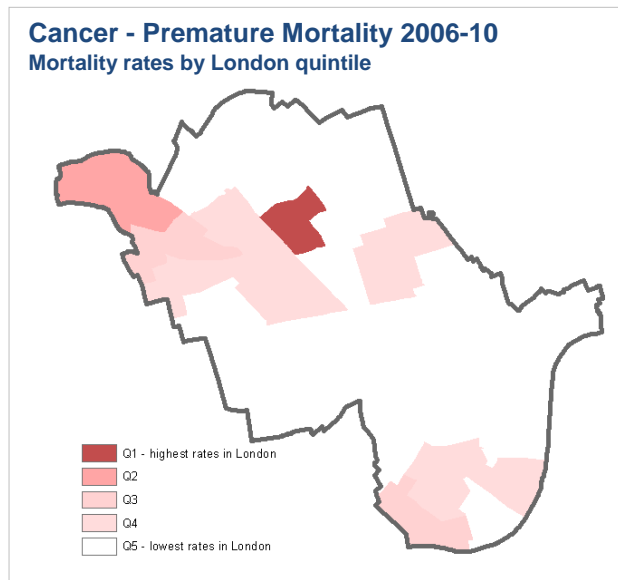 Cancer - Premature Mortality 2006-10
Mortality rates by London quintile
Q1 - highest rates in London
Q2
Q3
Q4
Q5 - lowest rates in London